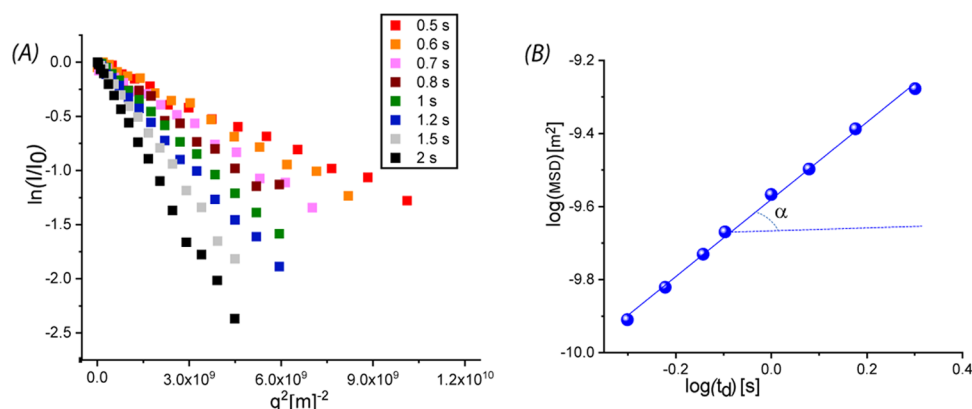 (A)
0.5 s
0.6 s
0.7 s
0.8 s
1 s
1.2 s
1.5 s
2 s
0.0
-0.5
-1.0
-1.5
-2.0
-2.5
ln(I/I0)
0.0
3.0x10⁹
6.0x10⁹
9.0x10⁹
1.2x10¹⁰
q²[m]⁻²
(B)
-9.2
-9.4
-9.6
-9.8
-10.0
log(MSD) [m²]
α
-0.2
0.0
0.2
0.4
log(td) [s]